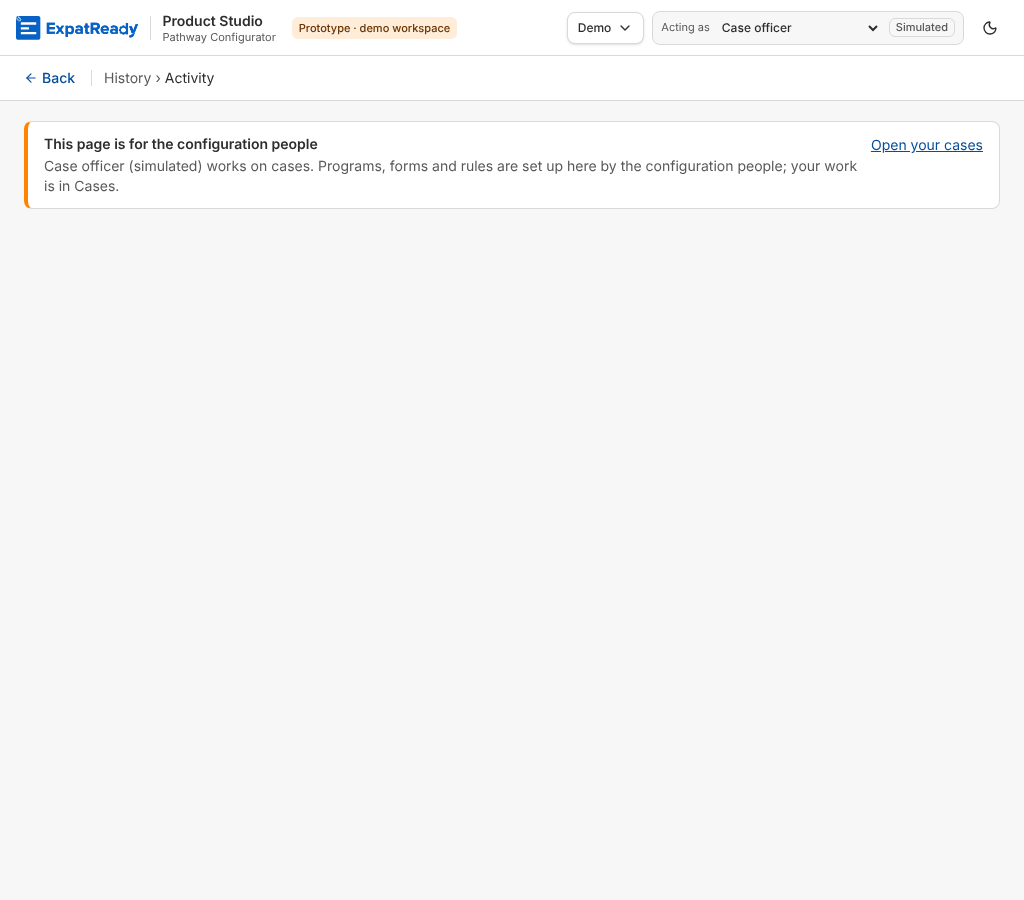 ExpatReady
Product Studio
Pathway Configurator
Prototype · demo workspace
Demo
Acting as
Case officer
Simulated
← Back
History › Activity
This page is for the configuration people
Case officer (simulated) works on cases. Programs, forms and rules are set up here by the configuration people; your work
is in Cases.
Open your cases